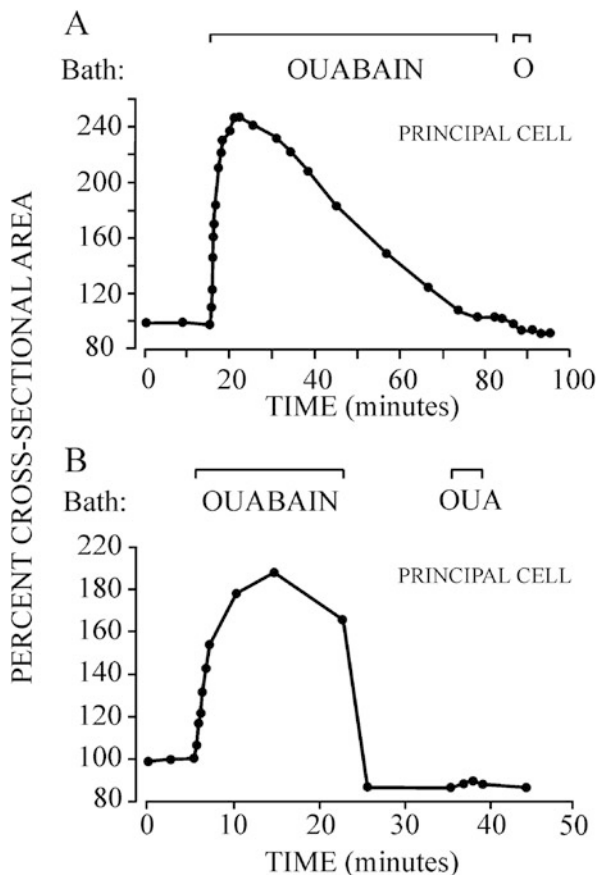 A
Bath: OUABAIN O
PRINCIPAL CELL
240
200
160
120
80
0 20 40 60 80 100
TIME (minutes)
PERCENT CROSS-SECTIONAL AREA
B
Bath: OUABAIN OUA
PRINCIPAL CELL
220
180
160
140
120
100
80
0 10 20 30 40 50
TIME (minutes)